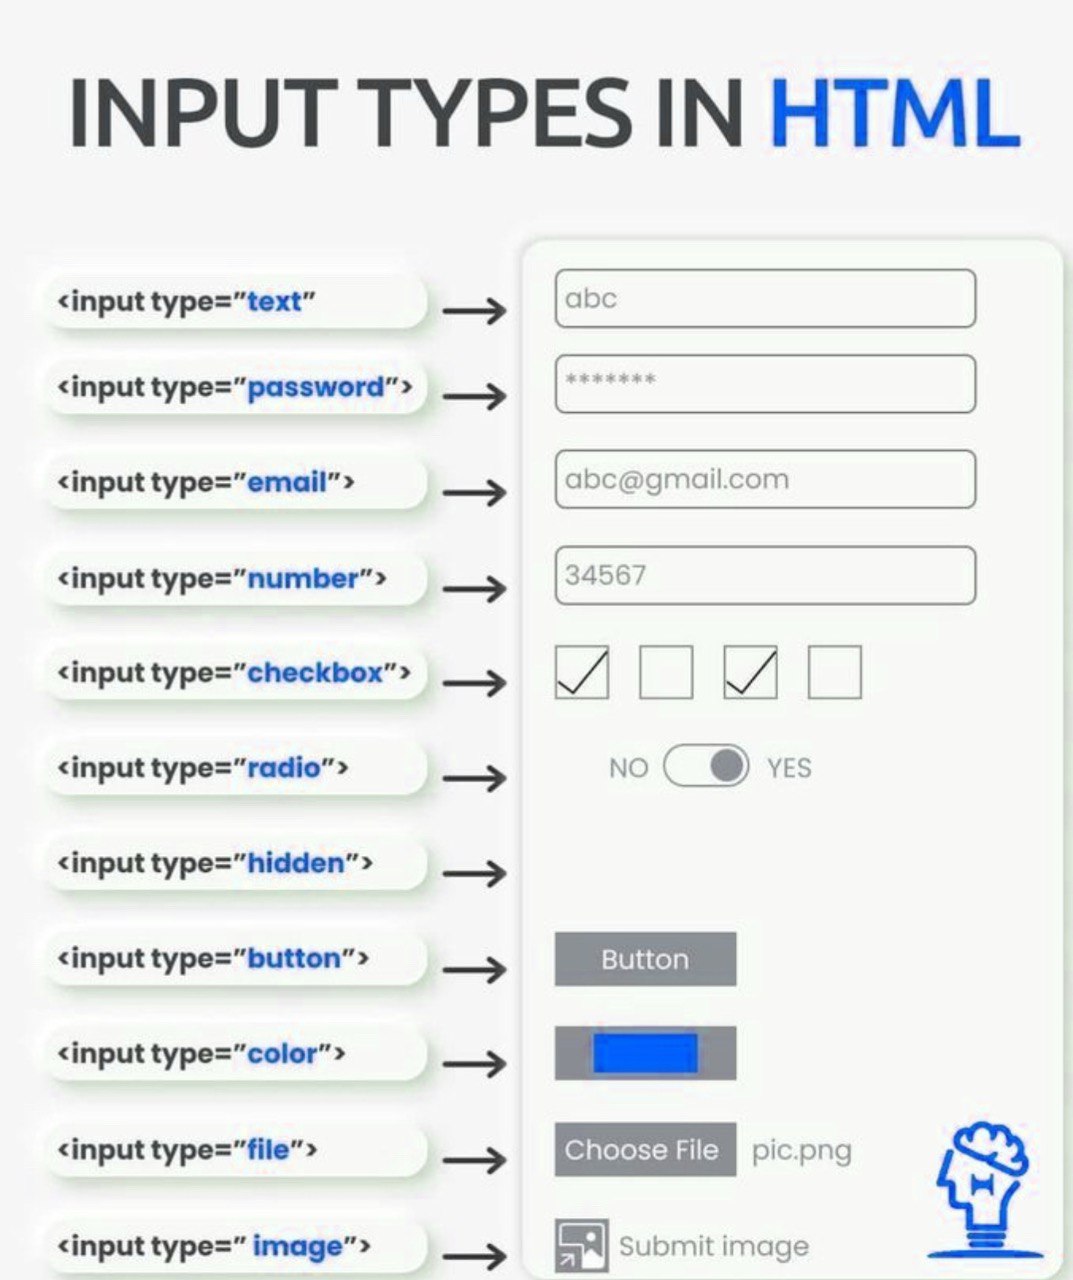 INPUT TYPES IN HTML
<input type=”text”
abc
<input type=”password”>
*******
<input type=”email”>
abc@gmail.com
<input type=”number”>
34567
<input type=”checkbox”>
<input type=”radio”>
NO YES
<input type=”hidden”>
<input type=”button”>
Button
<input type=”color”>
<input type=”file”>
Choose File pic.png
<input type=” image”>
Submit image